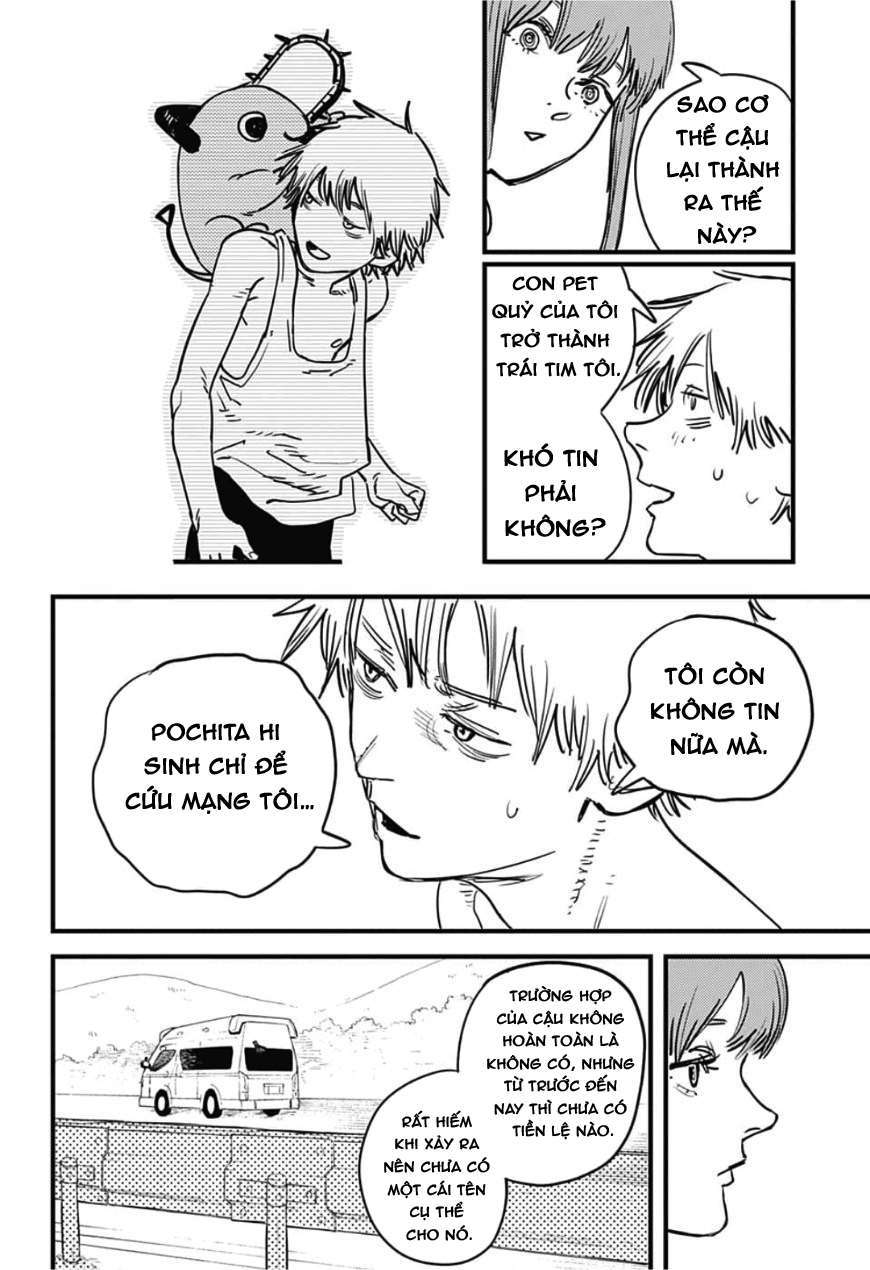 SAO CƠ
THỂ CẬU
LẠI THÀNH
RA THẾ
NÀY?
CON PET
QUỶ CỦA TÔI
TRỞ THÀNH
TRÁI TIM TÔI.
KHÓ TIN
PHẢI
KHÔNG?
TÔI CÒN
KHÔNG TIN
NỮA MÀ.
POCHITA HI
SINH CHỈ ĐỂ
CỨU MẠNG TÔI...
TRƯỜNG HỢP
CỦA CẬU KHÔNG
HOÀN TOÀN LÀ
KHÔNG CÓ, NHƯNG
TỪ TRƯỚC ĐẾN
NAY THÌ CHƯA CÓ
TIỀN LỆ NÀO.
RẤT HIẾM
KHI XẢY RA
NÊN CHƯA CÓ
MỘT CÁI TÊN
CỤ THỂ
CHO NÓ.